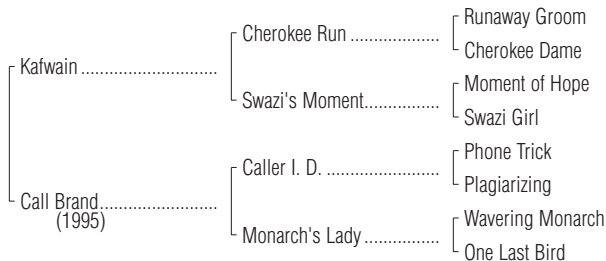 Runaway Groom
Cherokee Run ..................
Cherokee Dame
Kafwain ...........................
Moment of Hope
Swazi's Moment...............
Swazi Girl
Phone Trick
Caller I. D. ......................
Plagiarizing
Call Brand.......................
(1995)
Wavering Monarch
Monarch's Lady ...............
One Last Bird